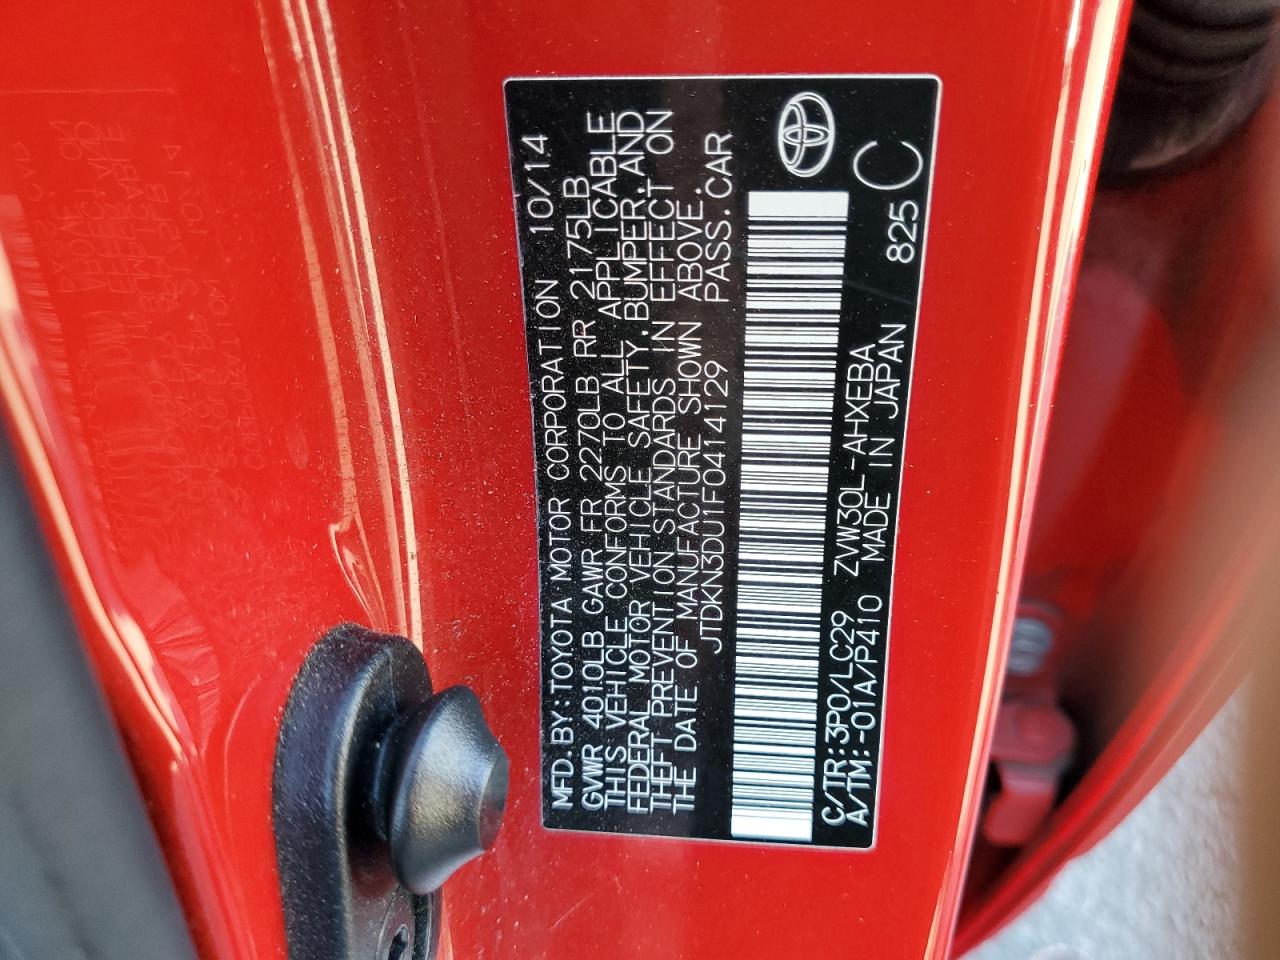 MFD. BY: TOYOTA MOTOR CORPORATION 10/14
GVWR 4010LB GAWR FR 2270LB RR 2175LB
THIS VEHICLE CONFORMS TO ALL APPLICABLE
FEDERAL MOTOR VEHICLE SAFETY, BUMPER, AND
THEFT PREVENTION STANDARDS IN EFFECT ON
THE DATE OF MANUFACTURE SHOWN ABOVE.
JTDKN3DU1F0414129 PASS. CAR
C/TR: 3P0/LC29 ZVW30L-AHXEBA 825 C
A/TM: -01A/P410 MADE IN JAPAN